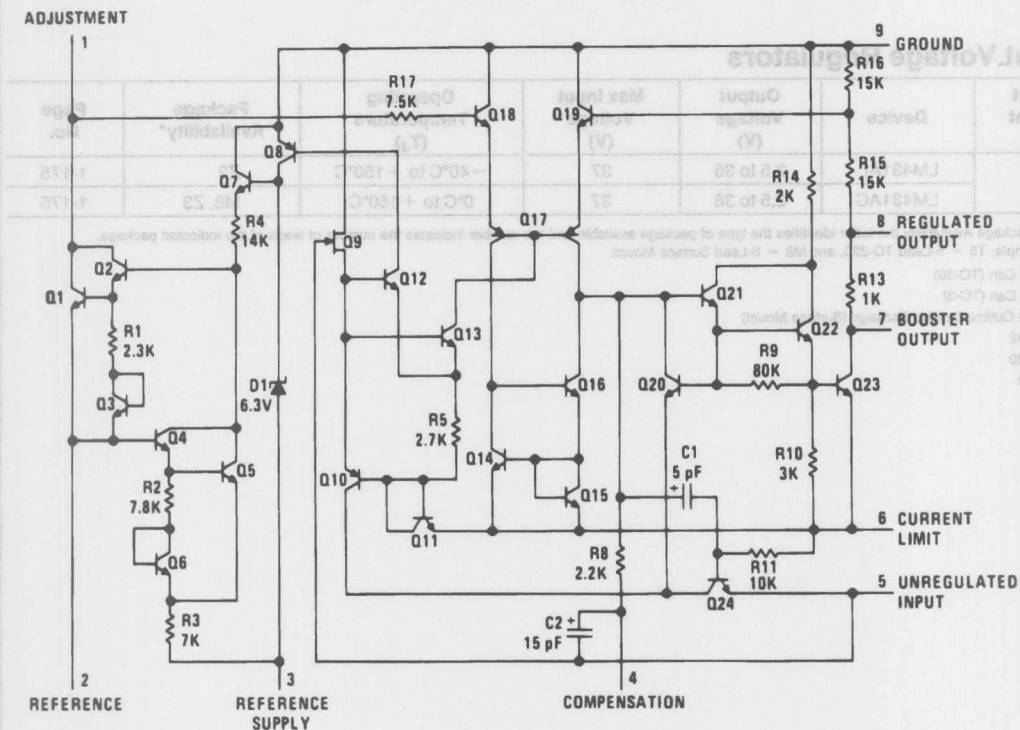 ADJUSTMENT
1
9
GROUND
R16
15K
R17
7.5K
Q18
Q19
Q8
Q7
R4
14K
R14
2K
R15
15K
8
REGULATED
OUTPUT
Q9
Q17
Q2
Q1
Q12
Q13
R13
1K
7
BOOSTER
OUTPUT
Q21
Q22
R1
2.3K
D1
6.3V
R9
80K
Q16
Q20
Q23
Q3
Q4
Q5
R5
2.7K
Q14
C1
5 pF
+
R10
3K
R2
7.8K
Q10
Q15
Q11
6
CURRENT
LIMIT
Q6
R8
2.2K
R11
10K
5
UNREGULATED
INPUT
Q24
R3
7K
C2
+
15 pF
2
REFERENCE
3
REFERENCE
SUPPLY
4
COMPENSATION